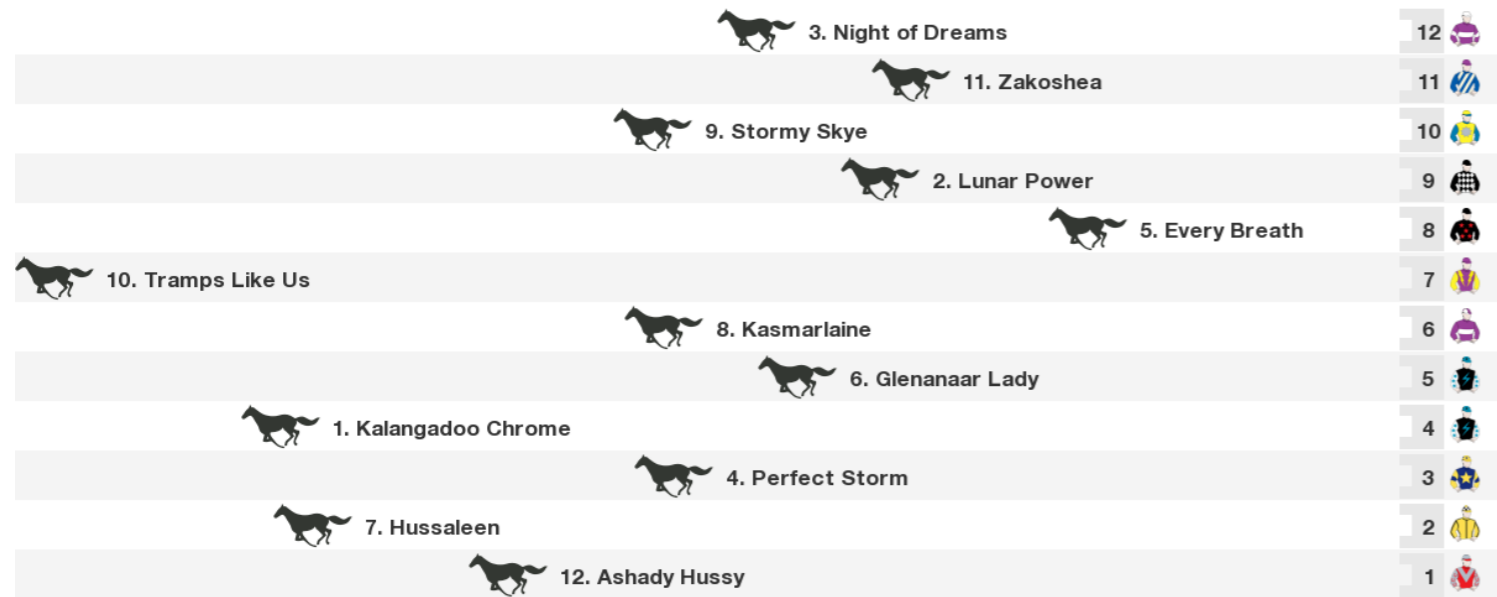 3. Night of Dreams 12
11. Zakoshea 11
9. Stormy Skye 10
2. Lunar Power 9
5. Every Breath 8
10. Tramps Like Us 7
8. Kasmarlaine 6
6. Glenanaar Lady 5
1. Kalangadoo Chrome 4
4. Perfect Storm 3
7. Hussaleen 2
12. Ashady Hussy 1